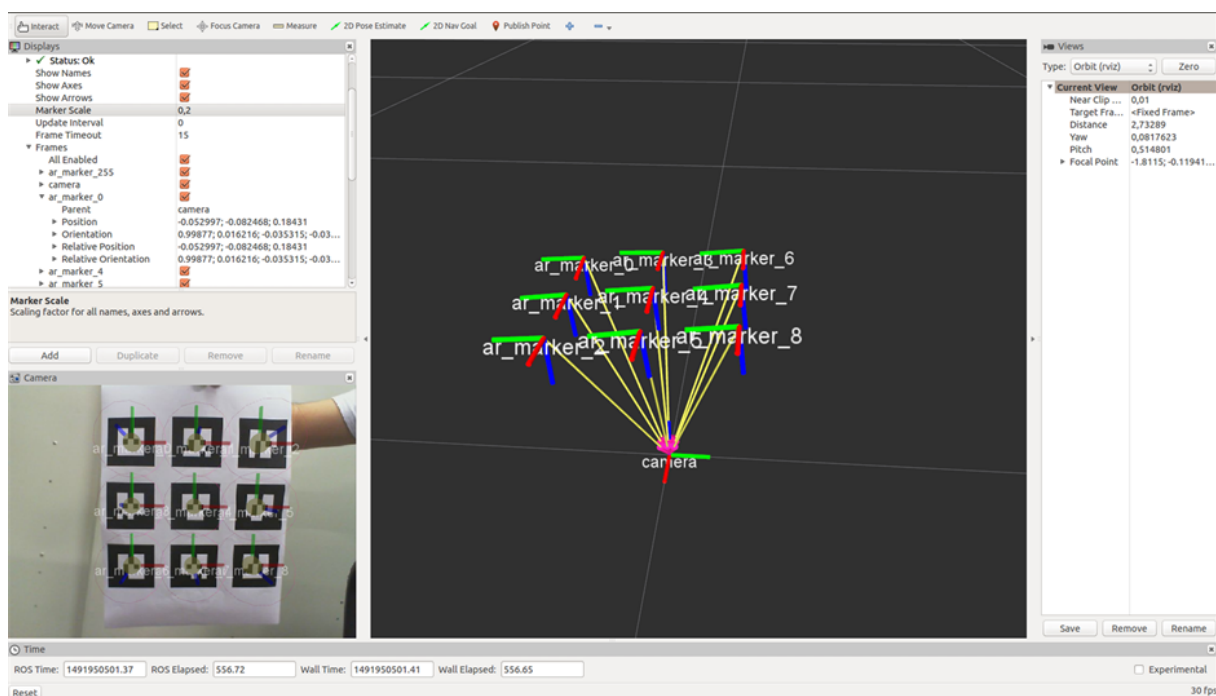 Interact Move Camera Select Focus Camera Measure 2D Pose Estimate 2D Nav Goal Publish Point
Displays
Status: Ok
Show Names
Show Axes
Show Arrows
Marker Scale 0,2
Update Interval 0
Frame Timeout 15
Frames
All Enabled
ar_marker_255
camera
ar_marker_0
Parent camera
Position -0.052997; -0.082468; 0.18431
Orientation 0.99877; 0.016216; -0.035315; -0.03...
Relative Position -0.052997; -0.082468; 0.18431
Relative Orientation 0.99877; 0.016216; -0.035315; -0.03...
ar_marker_4
ar_marker_5
Marker Scale
Scaling factor for all names, axes and arrows.
Add Duplicate Remove Rename
Camera
ar_marker_6
ar_marker_7
ar_marker_8
camera
Views
Type: Orbit (rviz) Zero
Current View Orbit (rviz)
Near Clip ... 0,01
Target Fra... <Fixed Frame>
Distance 2,73289
Yaw 0,0817623
Pitch 0,514801
Focal Point -1.8115; -0.11941...
Save Remove Rename
Time
ROS Time: 1491950501.37 ROS Elapsed: 556.72 Wall Time: 1491950501.41 Wall Elapsed: 556.65 Experimental
Reset 30 fps